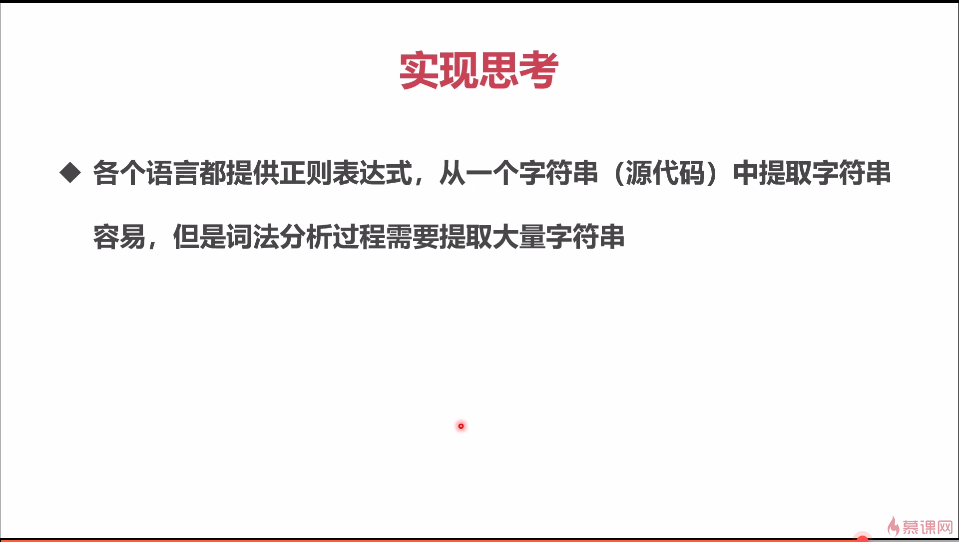 实现思考
◆ 各个语言都提供正则表达式，从一个字符串（源代码）中提取字符串
容易，但是词法分析过程需要提取大量字符串
慕课网